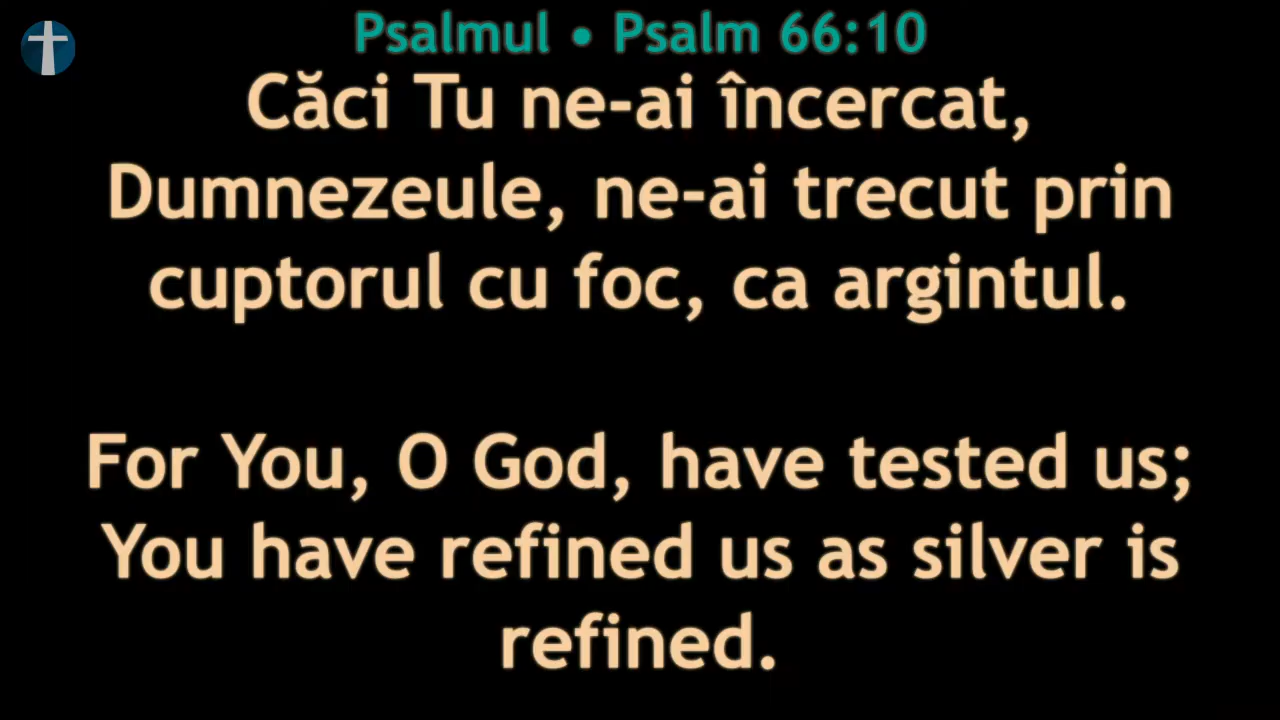 Psalmul • Psalm 66:10
Căci Tu ne-ai încercat,
Dumnezeule, ne-ai trecut prin
cuptorul cu foc, ca argintul.
For You, O God, have tested us;
You have refined us as silver is
refined.